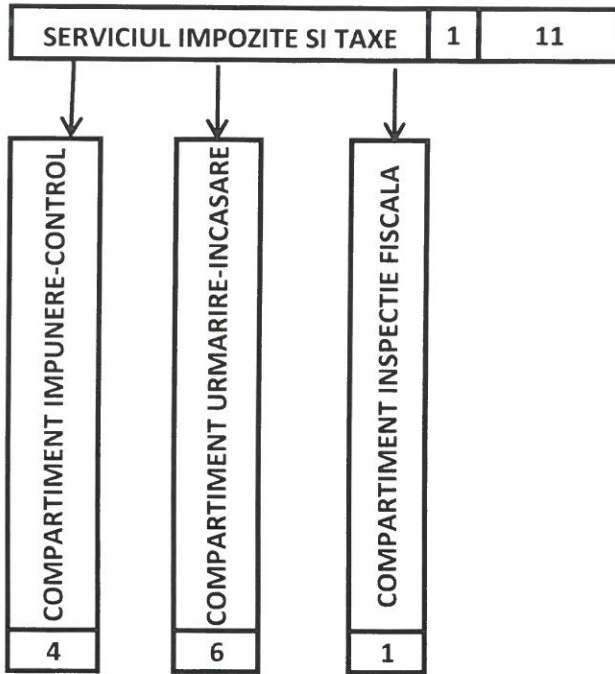 SERVICIUL IMPOZITE SI TAXE 1 11
COMPARTIMENT IMPUNERE-CONTROL
4
COMPARTIMENT URMARIRE-INCASARE
6
COMPARTIMENT INSPECTIE FISCALA
1